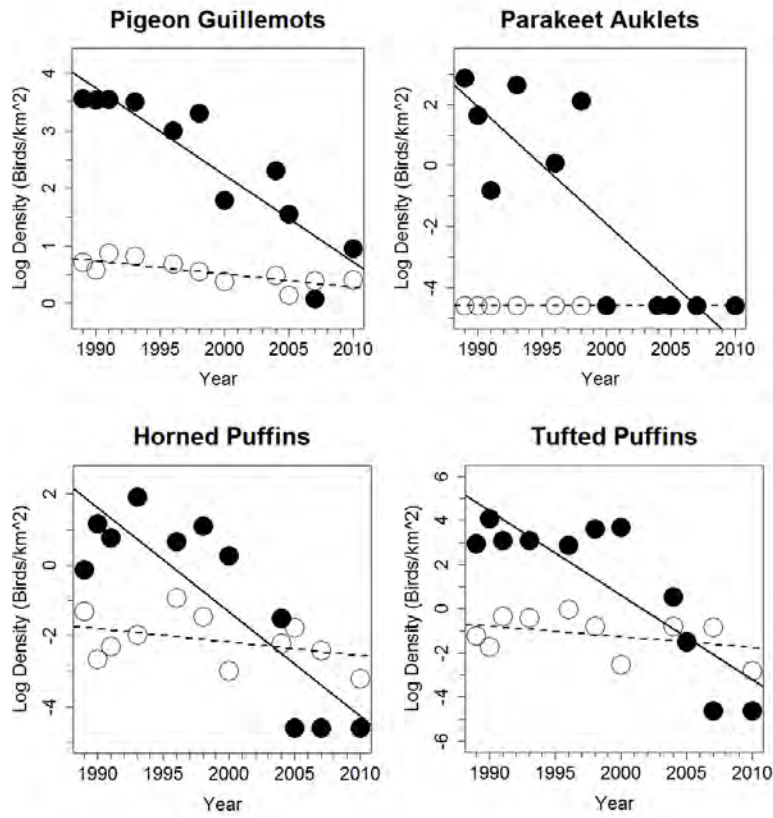 Pigeon Guillemots
Log Density (Birds/km^2)
4
3
2
1
0
1990 1995 2000 2005 2010
Year
Parakeet Auklets
Log Density (Birds/km^2)
2
0
-2
-4
1990 1995 2000 2005 2010
Year
Horned Puffins
Log Density (Birds/km^2)
2
0
-2
-4
1990 1995 2000 2005 2010
Year
Tufted Puffins
Log Density (Birds/km^2)
6
4
2
0
-2
-4
-6
1990 1995 2000 2005 2010
Year